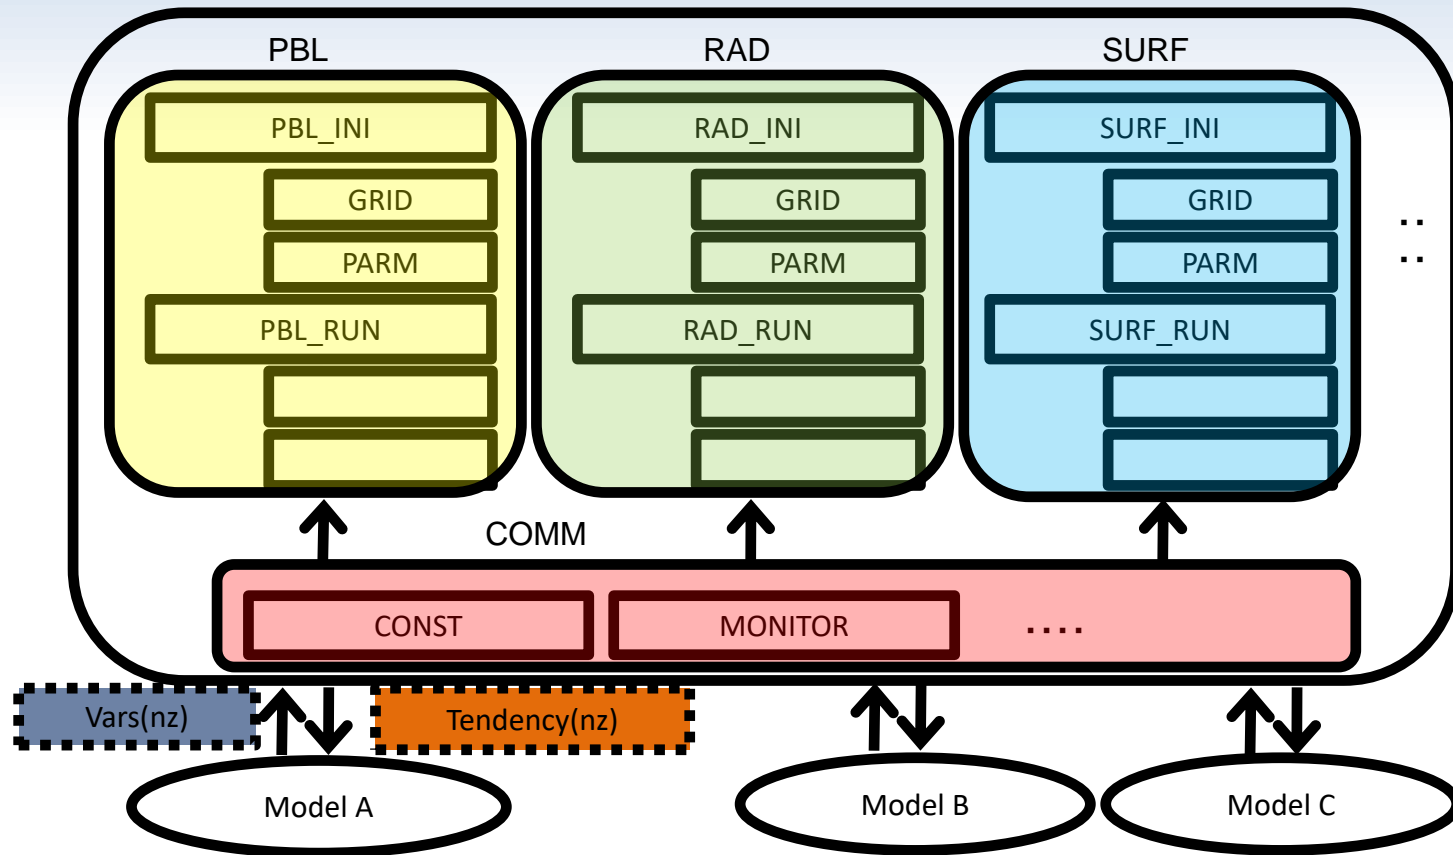 PBL RAD SURF
PBL_INI RAD_INI SURF_INI
GRID GRID GRID
PARM PARM PARM
PBL_RUN RAD_RUN SURF_RUN
..
..
COMM
CONST MONITOR ....
Vars(nz) Tendency(nz)
Model A Model B Model C